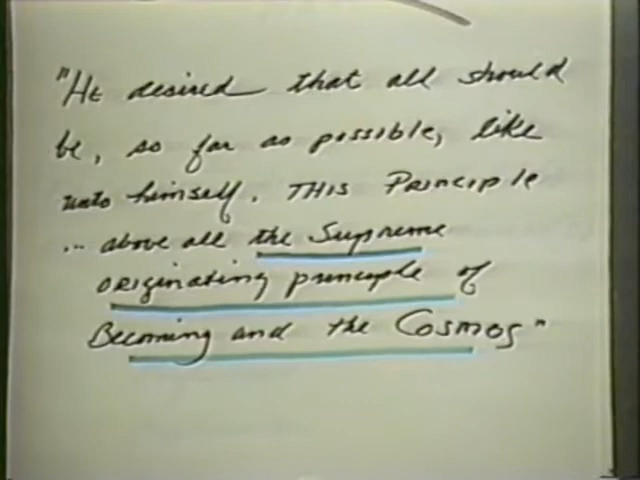 "He desired that all should
be, so far as possible, like
unto himself. THIS Principle
... above all the Supreme
originating principle of
Becoming and the Cosmos"